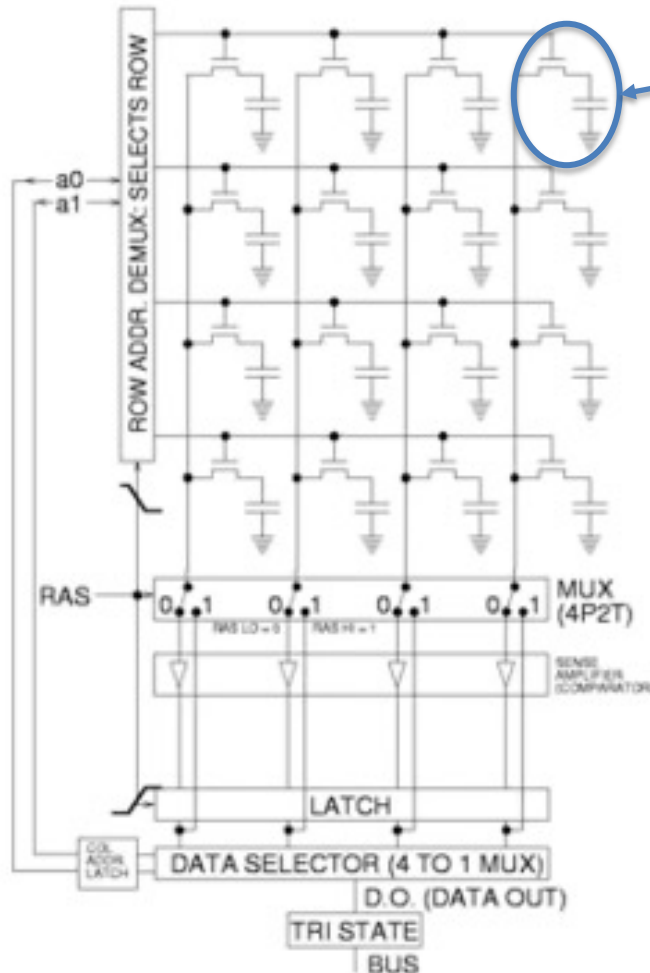 ROW ADDR. DEMUX: SELECTS ROW
a0
a1
RAS
0 1
0 1
0 1
0 1
MUX
(4P2T)
RAS LO = 0
RAS HI = 1
SENSE
AMPLIFIER
(COMPARATOR
LATCH
COL.
ADDR.
LATCH
DATA SELECTOR (4 TO 1 MUX)
D.O. (DATA OUT)
TRI STATE
BUS